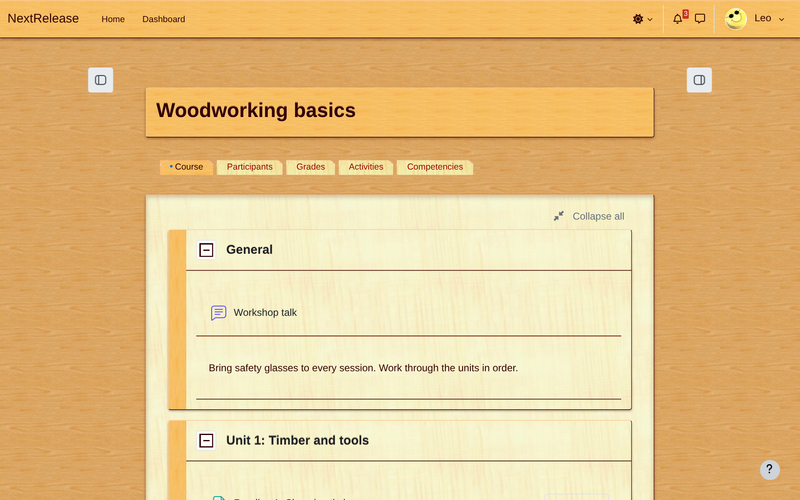 NextRelease Home Dashboard 3 Leo
Woodworking basics
• Course Participants Grades Activities Competencies
Collapse all
General
Workshop talk
Bring safety glasses to every session. Work through the units in order.
Unit 1: Timber and tools
?